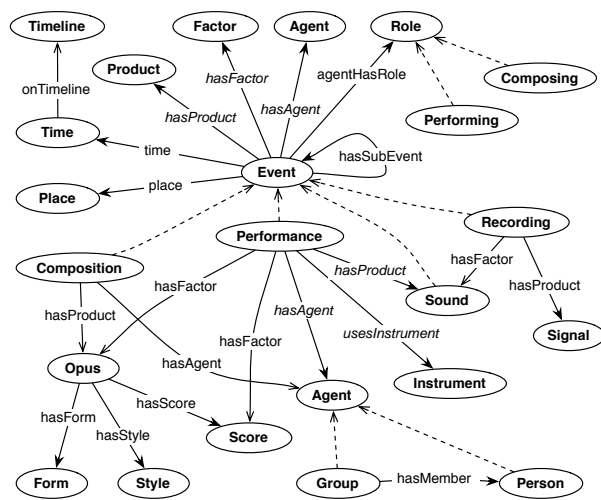 Timeline
Factor
Agent
Role
Product
Composing
hasFactor
agentHasRole
onTimeline
hasAgent
hasProduct
Performing
Time
time
hasSubEvent
Event
place
Place
Recording
Performance
Composition
hasProduct
hasFactor
hasFactor
Sound
hasProduct
hasProduct
hasAgent
usesInstrument
Signal
hasFactor
hasAgent
Opus
Instrument
Agent
hasScore
hasForm
hasStyle
Score
Form
Style
Group
hasMember
Person